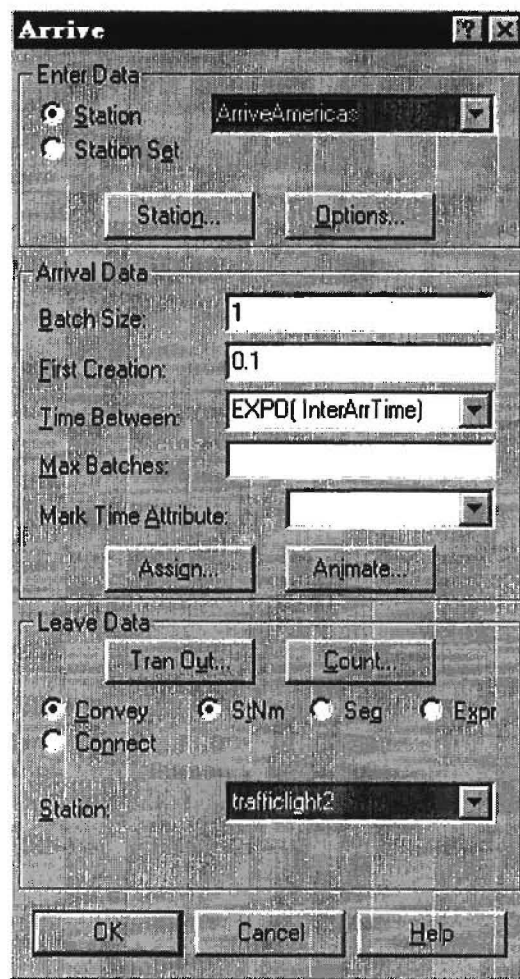 Arrive
Enter Data
Station ArriveAmericas
Station Set
Station... Options...
Arrival Data
Batch Size: 1
First Creation: 0.1
Time Between: EXPO( InterArrTime)
Max Batches:
Mark Time Attribute:
Assign... Animate...
Leave Data
Tran Out... Count...
Convey StNm Seg Expr
Connect
Station: trafficlight2
OK Cancel Help